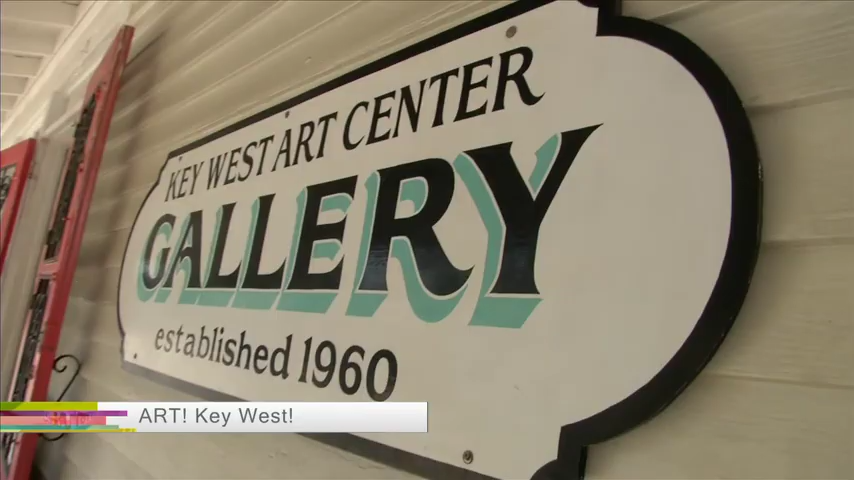 KEY WEST ART CENTER
GALLERY
established 1960
ART! Key West!